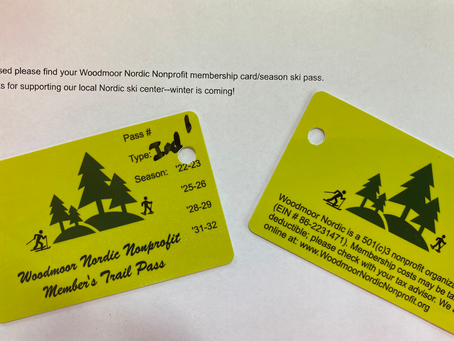 sed please find your Woodmoor Nordic Nonprofit membership card/season ski pass.
s for supporting our local Nordic ski center--winter is coming!
Pass #
Type: Ind 1
Season: '22-23
'25-26
'28-29
'31-32
Woodmoor Nordic Nonprofit
Member's Trail Pass
Woodmoor Nordic is a 501(c)3 nonprofit organiza
(EIN # 88-2231471). Membership costs may be ta
deductible; please check with your tax advisor. We a
online at: www.WoodmoorNordicNonprofit.org